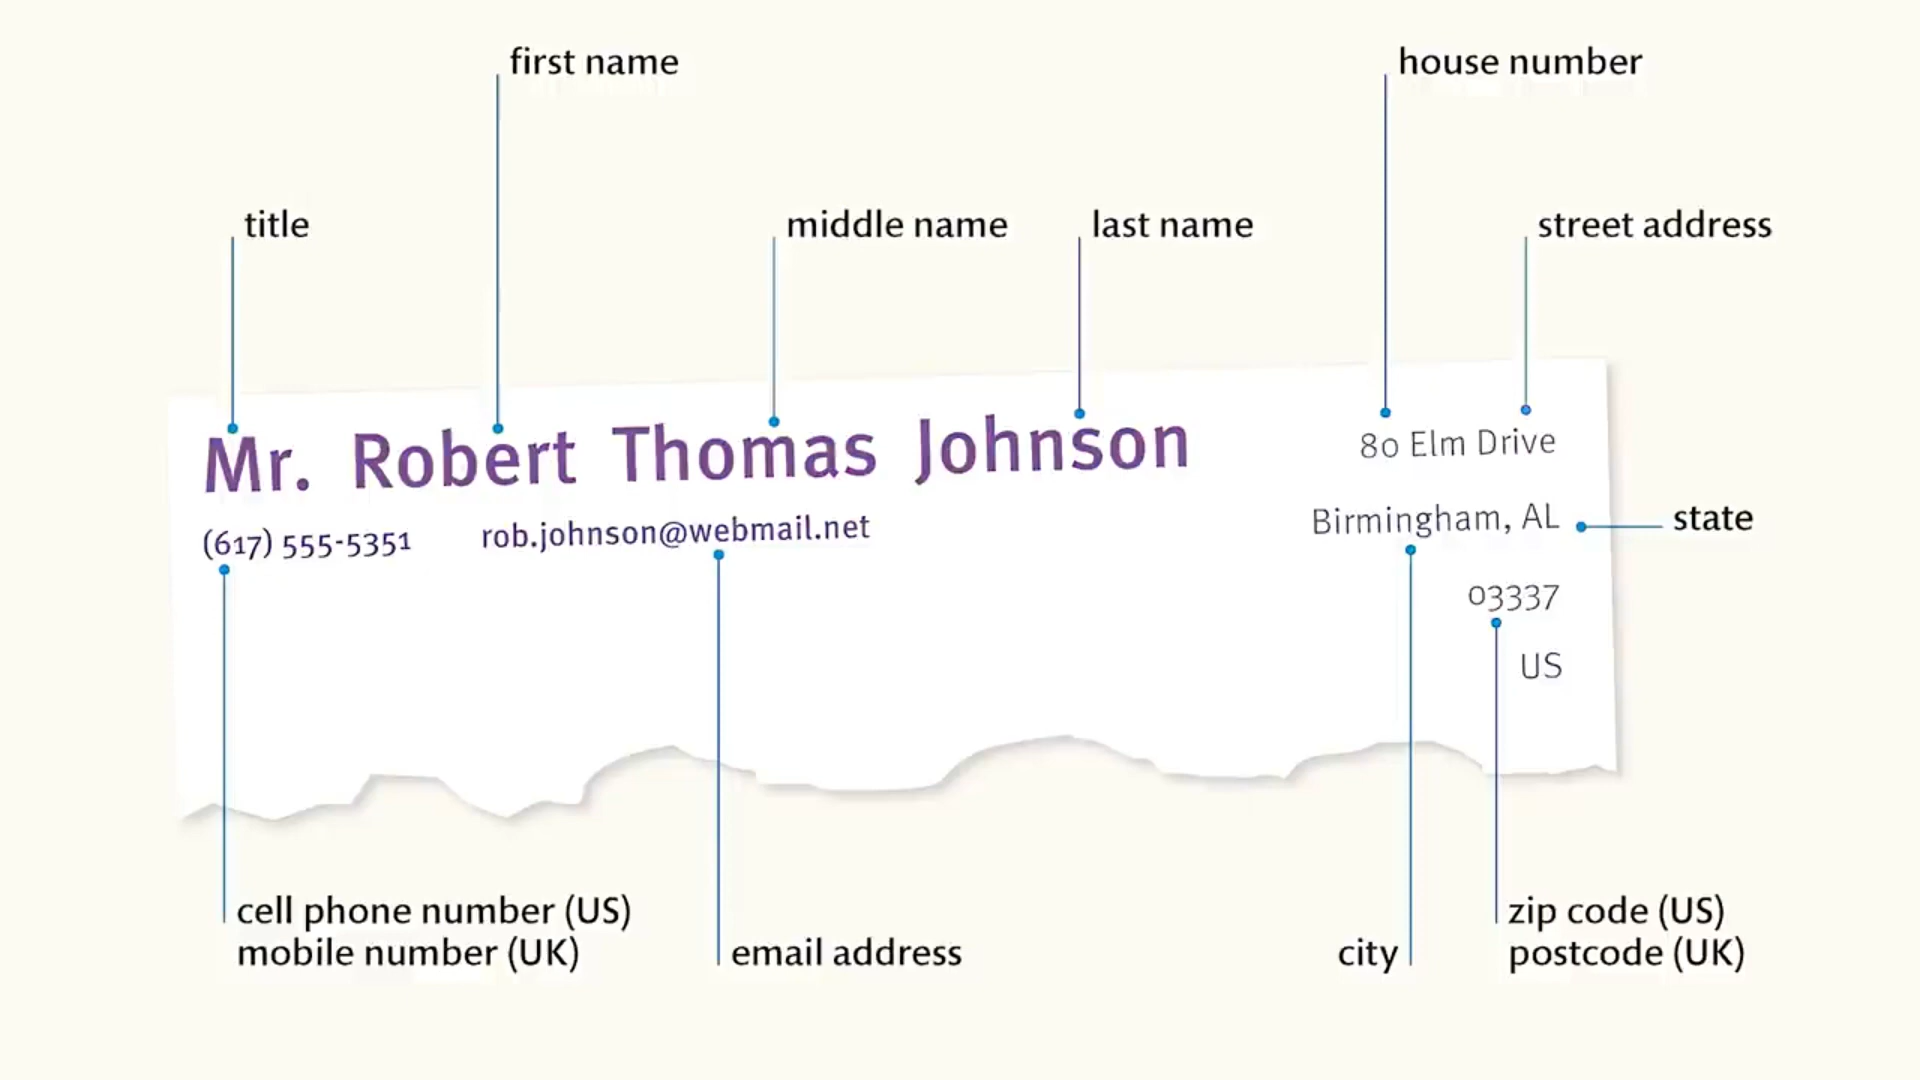 first name
house number
title
middle name
last name
street address
Mr. Robert Thomas Johnson
80 Elm Drive
(617) 555-5351
rob.johnson@webmail.net
Birmingham, AL
state
03337
US
cell phone number (US)
mobile number (UK)
email address
city
zip code (US)
postcode (UK)